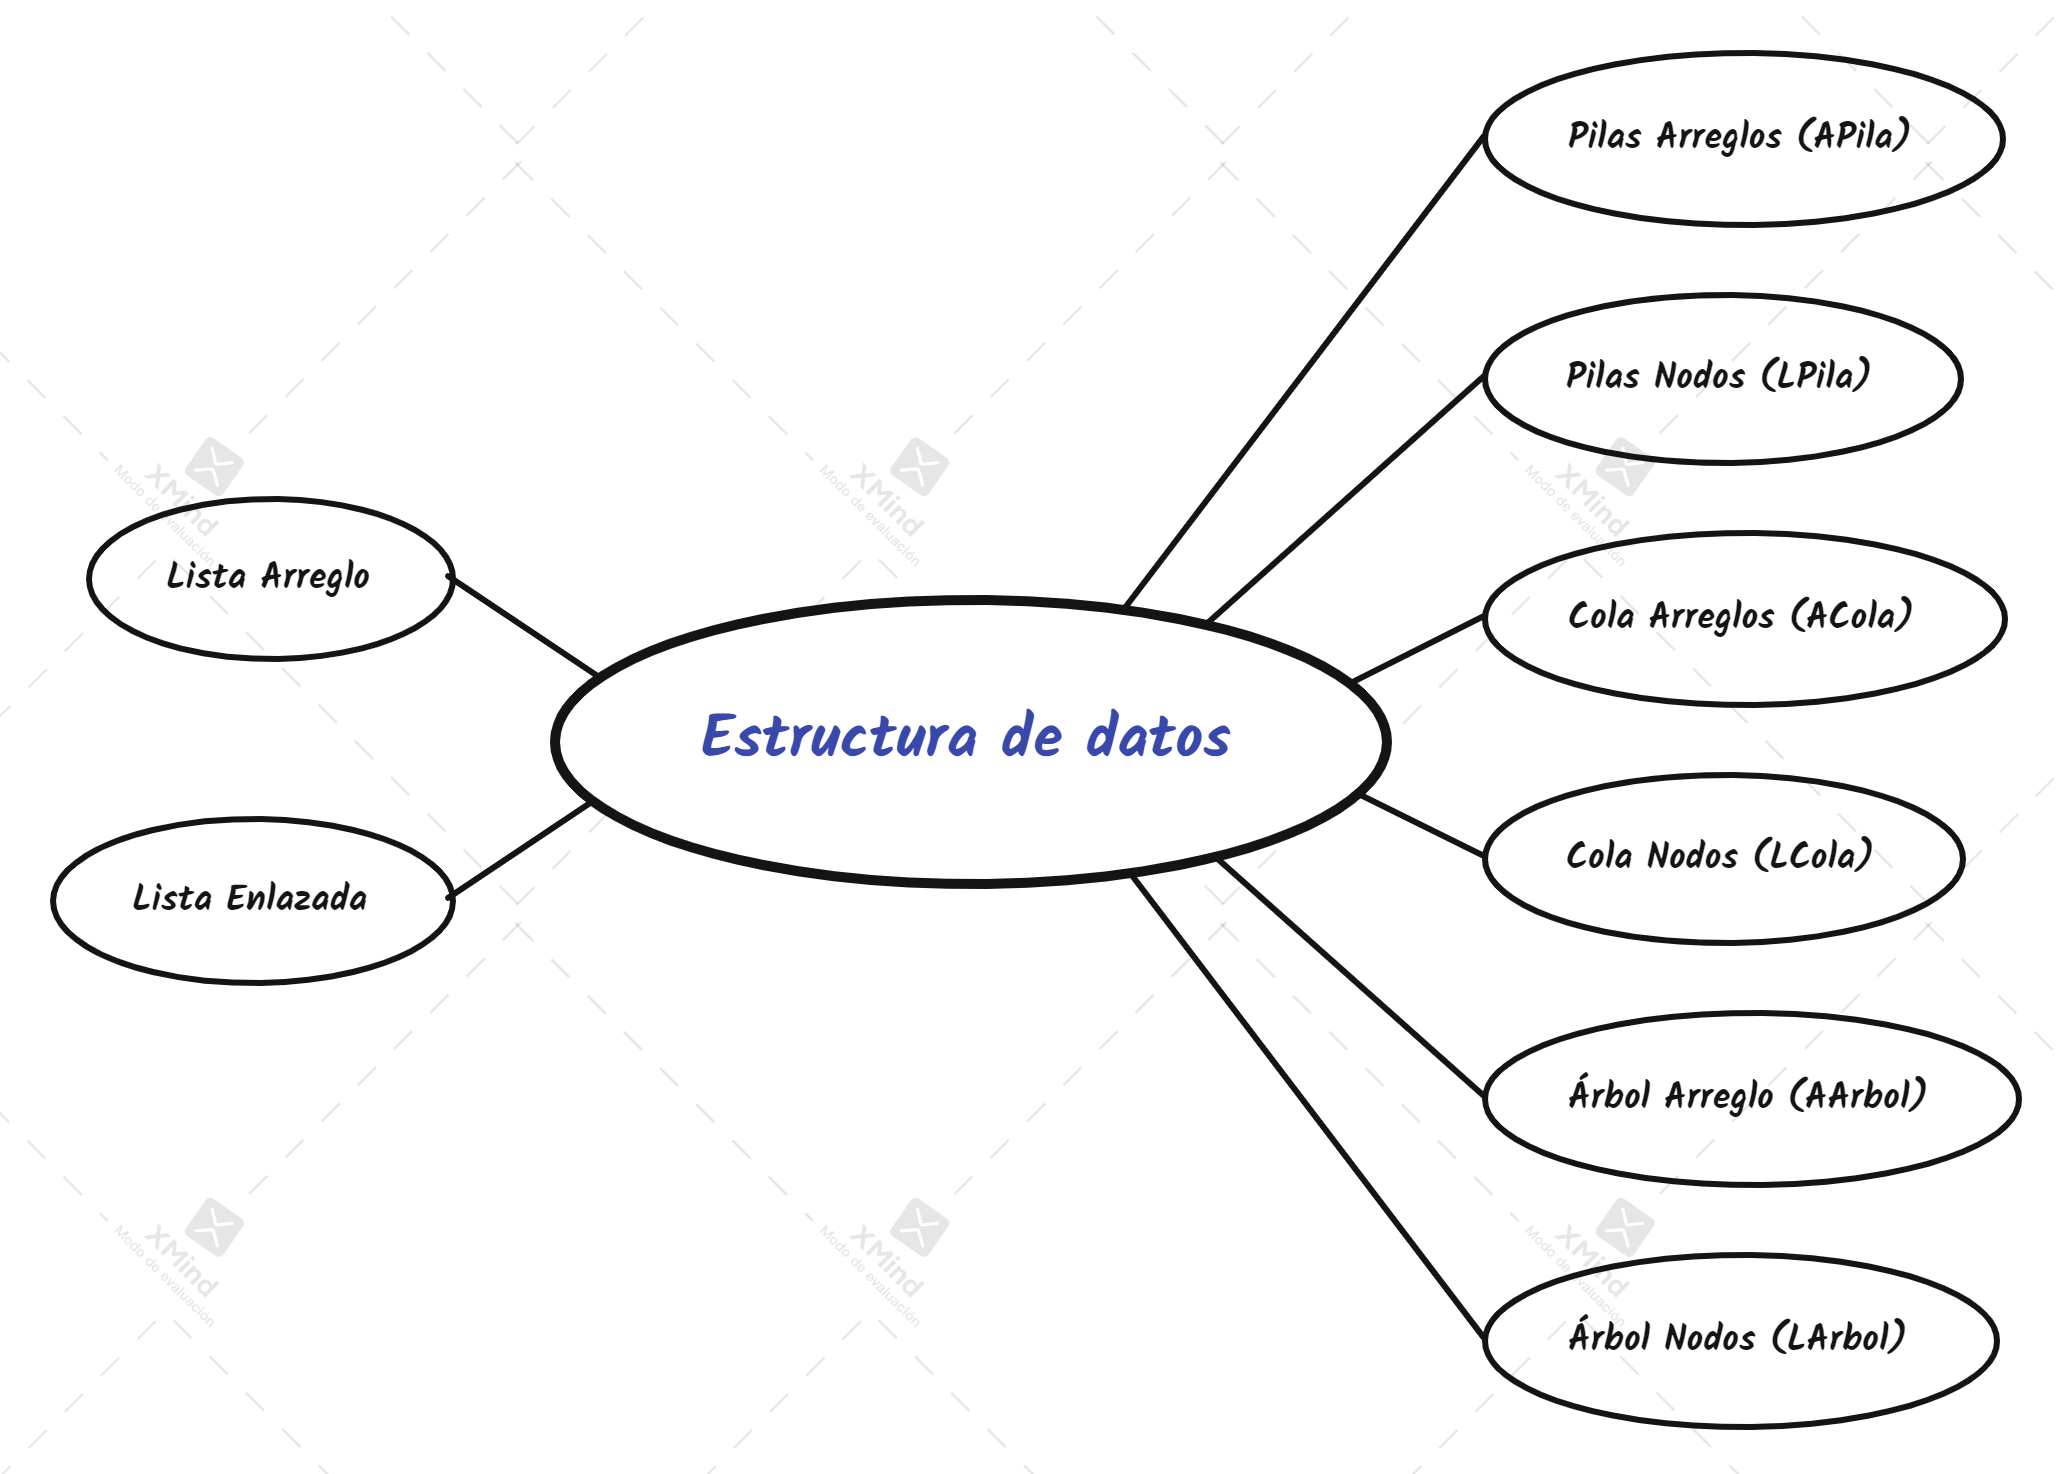 Pilas Arreglos (APila)
Pilas Nodos (LPila)
Cola Arreglos (ACola)
Cola Nodos (LCola)
Árbol Arreglo (AArbol)
Árbol Nodos (LArbol)
Estructura de datos
Lista Arreglo
Lista Enlazada
XMind
Modo de evaluación
XMind
Modo de evaluación
XMind
Modo de evaluación
XMind
Modo de evaluación
XMind
Modo de evaluación
XMind
Modo de evaluación